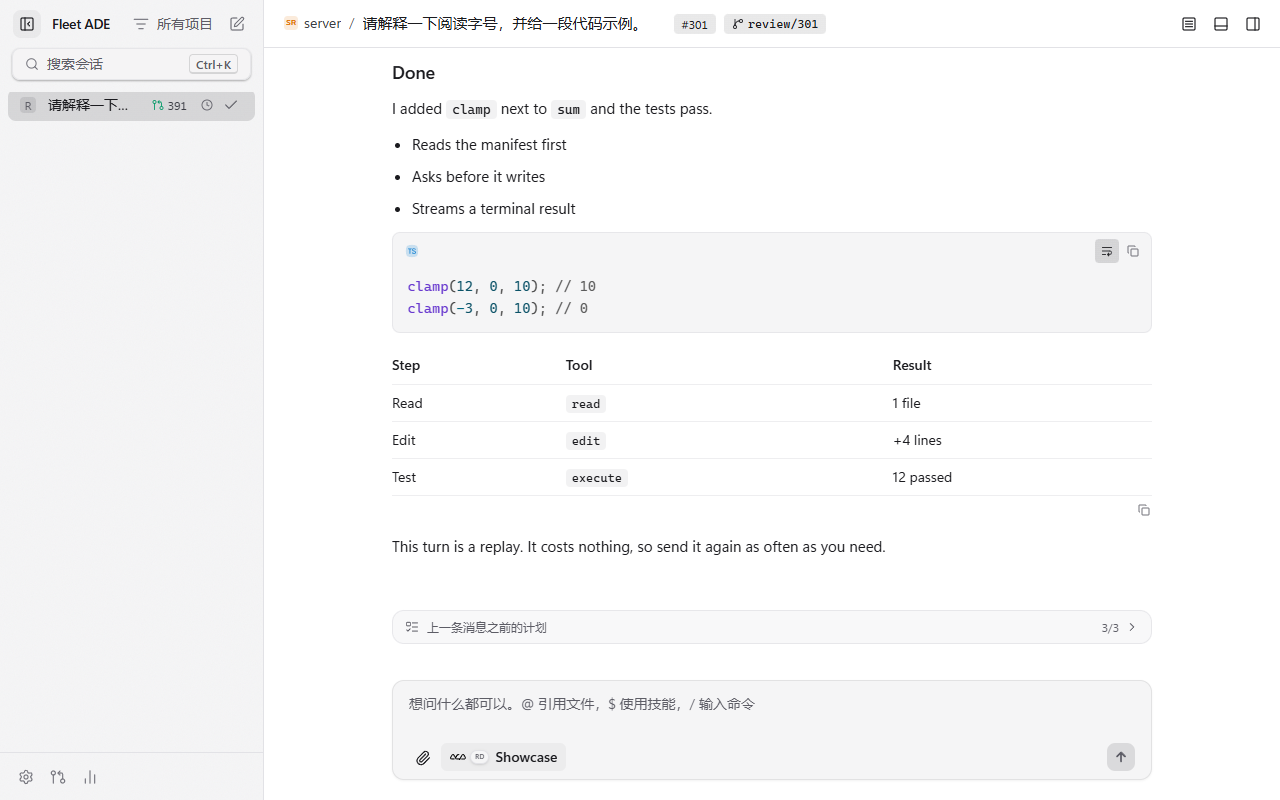 Fleet ADE
所有项目
搜索会话
Ctrl+K
R
请解释一下...
391
SR
server / 请解释一下阅读字号，并给一段代码示例。
#301
review/301
Done
I added clamp next to sum and the tests pass.
• Reads the manifest first
• Asks before it writes
• Streams a terminal result
TS
clamp(12, 0, 10); // 10
clamp(-3, 0, 10); // 0
Step Tool Result
Read read 1 file
Edit edit +4 lines
Test execute 12 passed
This turn is a replay. It costs nothing, so send it again as often as you need.
上一条消息之前的计划
3/3
想问什么都可以。@ 引用文件，$ 使用技能，/ 输入命令
RD
Showcase